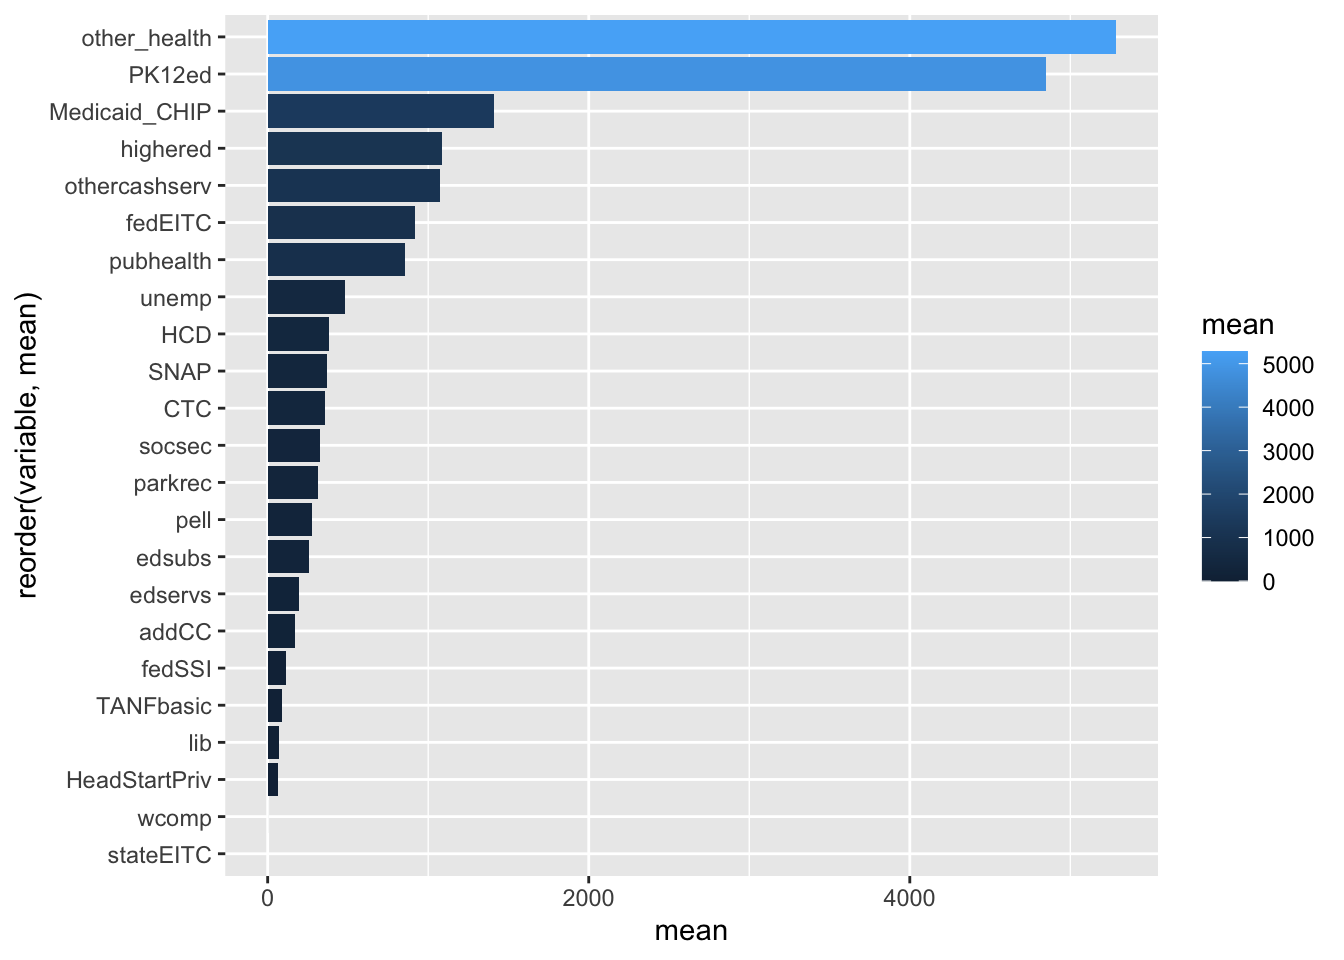 other_health
PK12ed
Medicaid_CHIP
highered
othercashserv
fedEITC
pubhealth
unemp
HCD
SNAP
CTC
socsec
parkrec
pell
edsubs
edservs
addCC
fedSSI
TANFbasic
lib
HeadStartPriv
wcomp
stateEITC
reorder(variable, mean)
0 2000 4000
mean
mean
5000
4000
3000
2000
1000
0